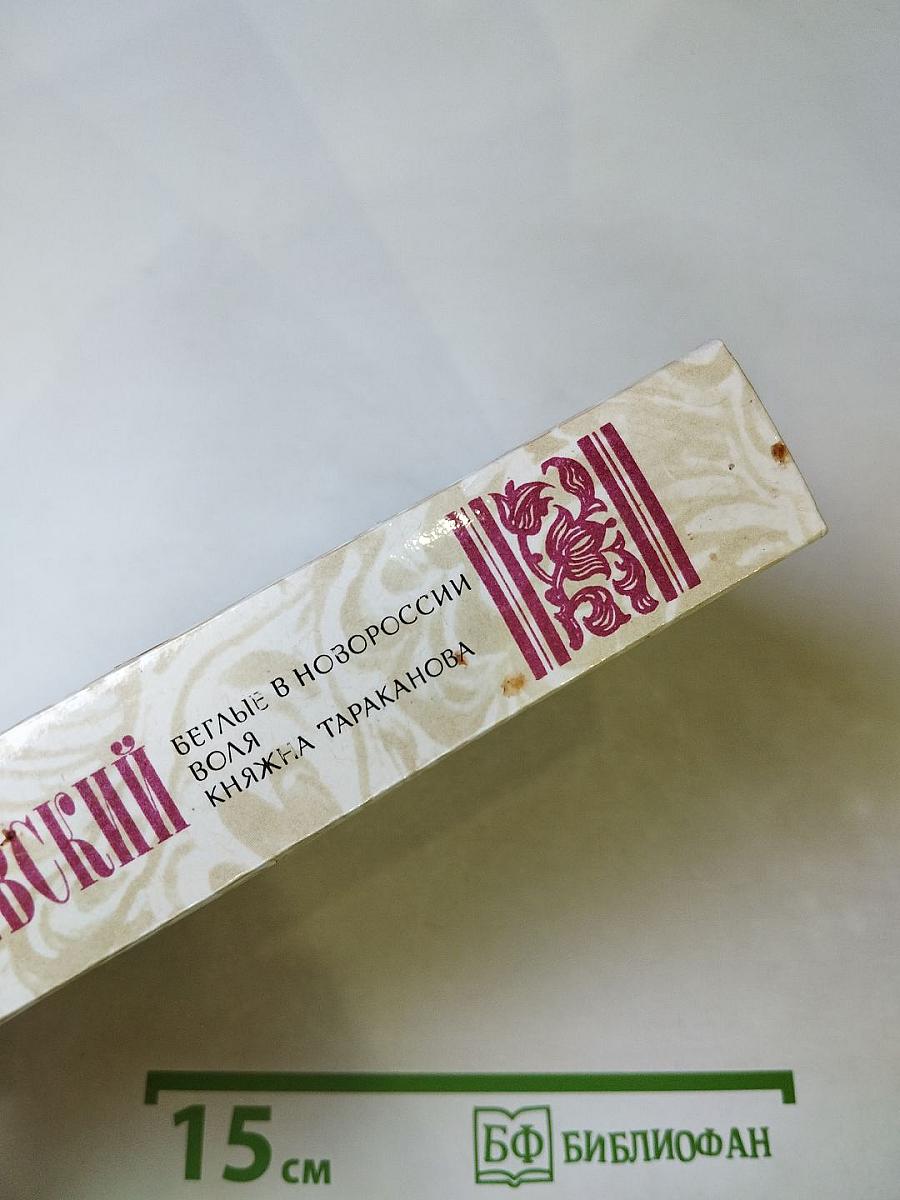 ВСКИЙ
БЕГЛЫЕ В НОВОРОССИИ
ВОЛЯ
КНЯЖНА ТАРАКАНОВА
15 см
БФ БИБЛИОФАН